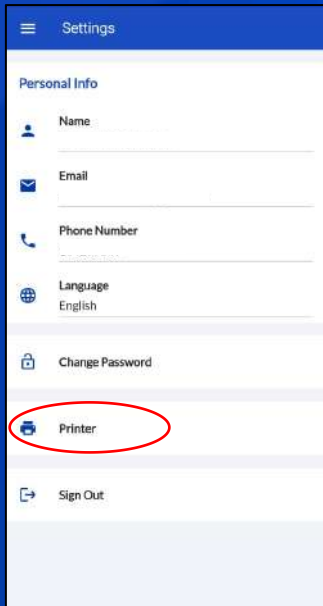 Settings
Personal Info
Name
Email
Phone Number
Language
English
Change Password
Printer
Sign Out